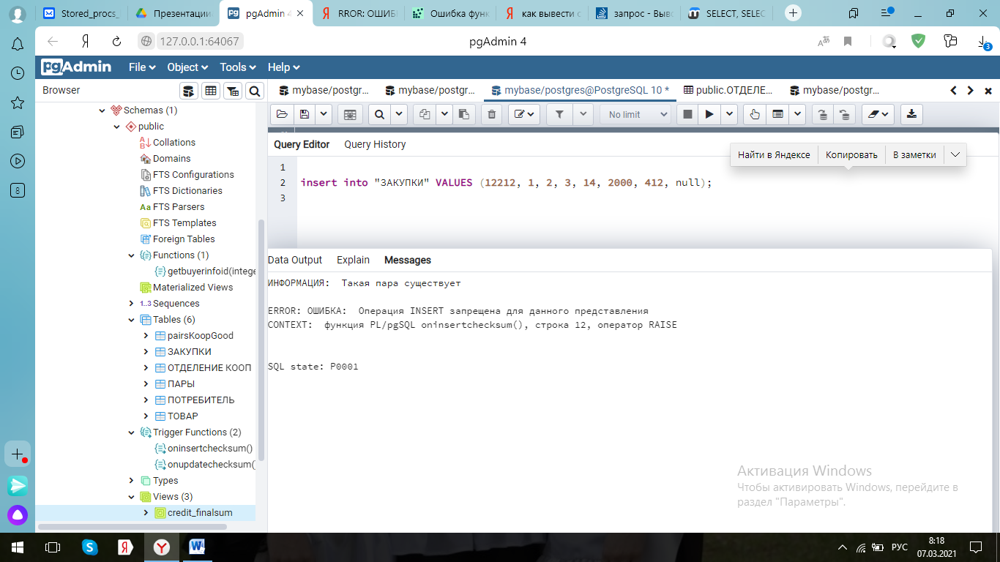 Stored_procs_
Презентации
pgAdmin 4
RROR: ОШИБ
Ошибка функ
как вывести с
запрос - Выво
SELECT, SELEC
127.0.0.1:64067
pgAdmin 4
3
pgAdmin
File
Object
Tools
Help
Browser
mybase/postgr...
mybase/postgr...
mybase/postgres@PostgreSQL 10 *
public.ОТДЕЛЕ...
mybase/postgr...
No limit
Query Editor
Query History
Найти в Яндексе
Копировать
В заметки
1
2 insert into "ЗАКУПКИ" VALUES (12212, 1, 2, 3, 14, 2000, 412, null);
3
8
Schemas (1)
public
Collations
Domains
FTS Configurations
FTS Dictionaries
FTS Parsers
FTS Templates
Foreign Tables
Functions (1)
getbuyerinfoid(intege
Materialized Views
Sequences
Tables (6)
pairsKoopGood
ЗАКУПКИ
ОТДЕЛЕНИЕ КООП
ПАРЫ
ПОТРЕБИТЕЛЬ
ТОВАР
Trigger Functions (2)
oninsertchecksum()
onupdatechecksum(
Types
Views (3)
credit_finalsum
Data Output
Explain
Messages
ИНФОРМАЦИЯ:  Такая пара существует
ERROR: ОШИБКА:  Операция INSERT запрещена для данного представления
CONTEXT:  функция PL/pgSQL oninsertchecksum(), строка 12, оператор RAISE
SQL state: P0001
Активация Windows
Чтобы активировать Windows, перейдите в
раздел "Параметры".
РУС
8:18
07.03.2021